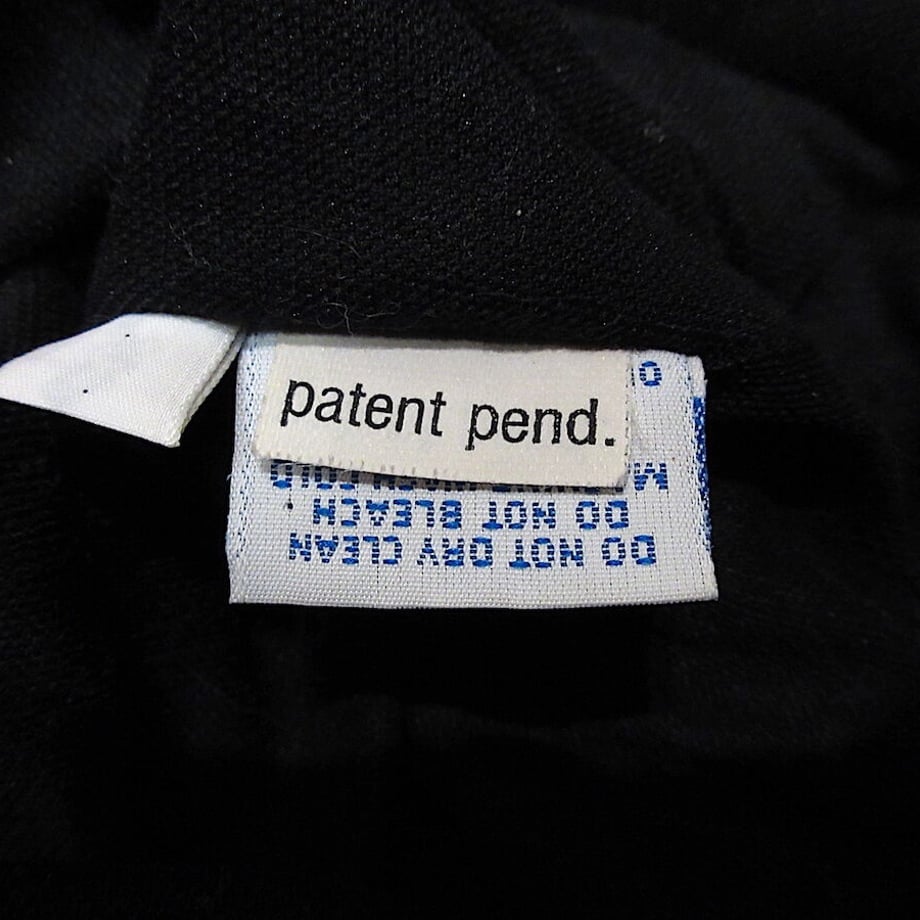 patent pend.
DO NOT DRY CLEAN
DO NOT BLEACH